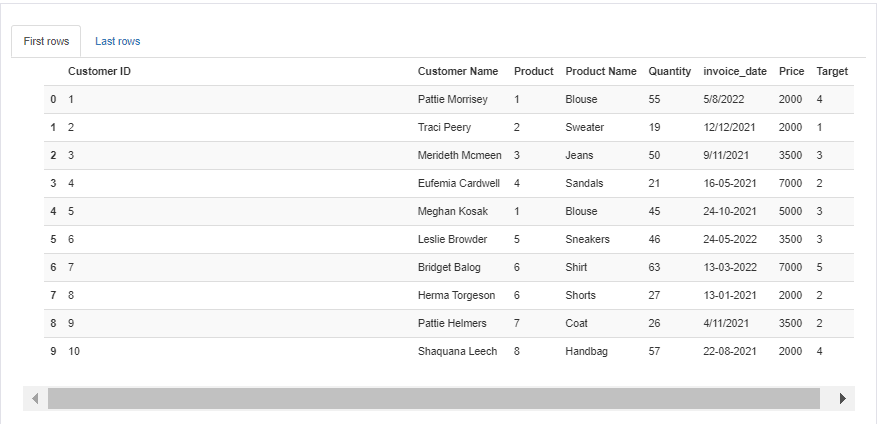 First rows Last rows
Customer ID Customer Name Product Product Name Quantity invoice_date Price Target
0 1 Pattie Morrisey 1 Blouse 55 5/8/2022 2000 4
1 2 Traci Peery 2 Sweater 19 12/12/2021 2000 1
2 3 Merideth Mcmeen 3 Jeans 50 9/11/2021 3500 3
3 4 Eufemia Cardwell 4 Sandals 21 16-05-2021 7000 2
4 5 Meghan Kosak 1 Blouse 45 24-10-2021 5000 3
5 6 Leslie Browder 5 Sneakers 46 24-05-2022 3500 3
6 7 Bridget Balog 6 Shirt 63 13-03-2022 7000 5
7 8 Herma Torgeson 6 Shorts 27 13-01-2021 2000 2
8 9 Pattie Helmers 7 Coat 26 4/11/2021 3500 2
9 10 Shaquana Leech 8 Handbag 57 22-08-2021 2000 4